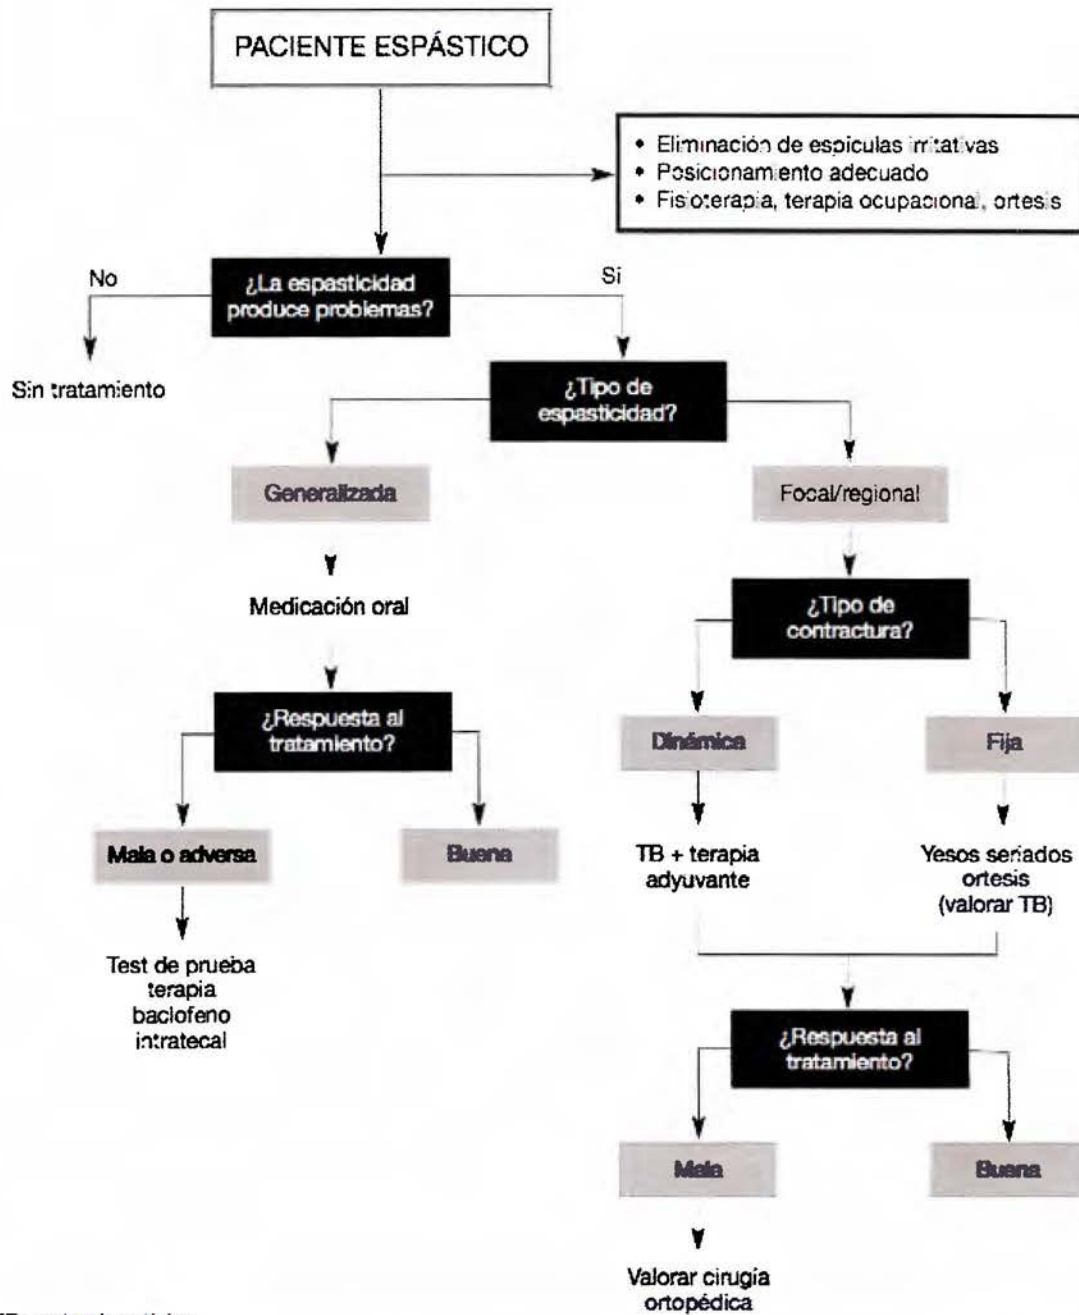 PACIENTE ESPÁSTICO
• Eliminación de espiculas irritativas
• Posicionamiento adecuado
• Fisioterapia, terapia ocupacional, ortesis
No
¿La espasticidad
produce problemas?
Si
Sin tratamiento
¿Tipo de
espasticidad?
Generalizada
Focal/regional
Medicación oral
¿Tipo de
contractura?
¿Respuesta al
tratamiento?
Dinámica
Fija
Mala o adversa
Buena
TB + terapia
adyuvante
Yesos seriados
ortesis
(valorar TB)
Test de prueba
terapia
baclofeno
intratecal
¿Respuesta al
tratamiento?
Mala
Buena
Valorar cirugía
ortopédica